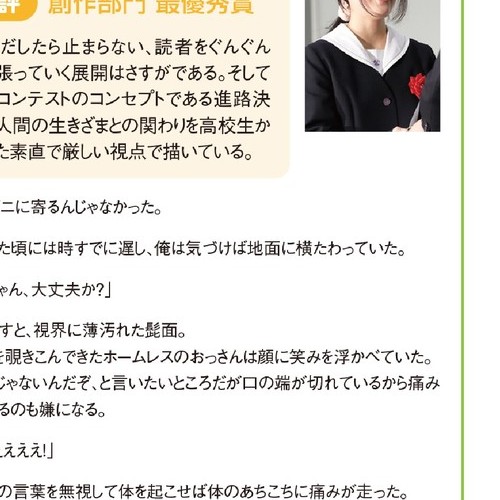 評 創作部門 最優秀賞
だしたら止まらない、読者をぐんぐん
張っていく展開はさすがである。そして
コンテストのコンセプトである進路決
人間の生きざまとの関わりを高校生か
た素直で厳しい視点で描いている。
ニに寄るんじゃなかった。
た頃には時すでに遅し、俺は気づけば地面に横たわっていた。
ゃん、大丈夫か?」
すと、視界に薄汚れた髭面。
を覗きこんできたホームレスのおっさんは顔に笑みを浮かべていた。
じゃないんだぞ、と言いたいところだが口の端が切れているから痛み
るのも嫌になる。
えええ!」
の言葉を無視して体を起こせば体のあちこちに痛みが走った。